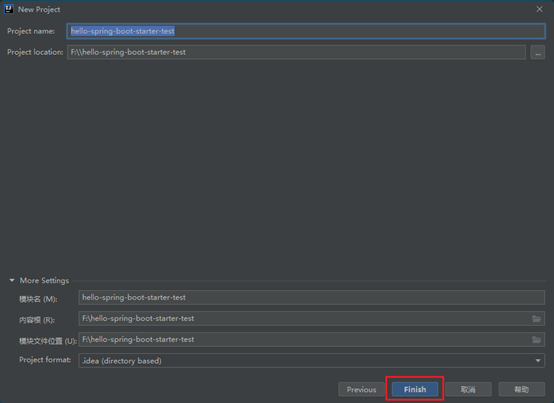 New Project
Project name: hello-spring-boot-starter-test
Project location: F:\\hello-spring-boot-starter-test ...
More Settings
模块名 (M): hello-spring-boot-starter-test
内容根 (R): F:\hello-spring-boot-starter-test
模块文件位置 (U): F:\hello-spring-boot-starter-test
Project format: .idea (directory based)
Previous Finish 取消 帮助